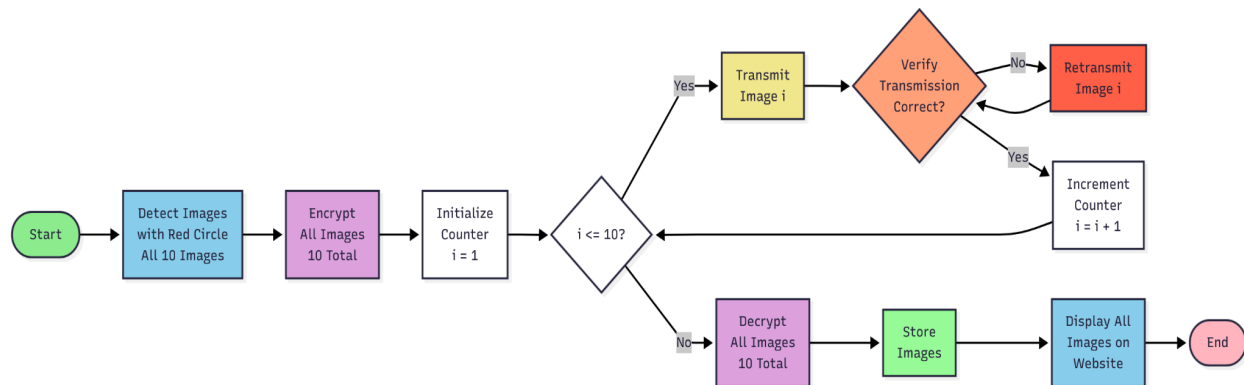 Start
Detect Images
with Red Circle
All 10 Images
Encrypt
All Images
10 Total
Initialize
Counter
i = 1
i <= 10?
Yes
Transmit
Image i
Verify
Transmission
Correct?
No
Retransmit
Image i
Yes
Increment
Counter
i = i + 1
No
Decrypt
All Images
10 Total
Store
Images
Display All
Images on
Website
End